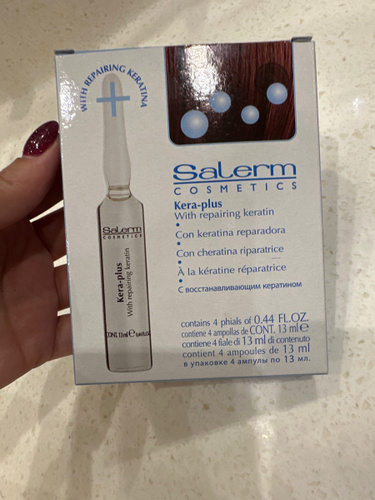 WITH REPAIRING KERATIN
Salerm
COSMETICS
Kera-plus
With repairing keratin
Con keratina reparadora
Con cheratina riparatrice
À la kératine réparatrice
С восстанавливающим кератином
contains 4 phials of 0.44 FL.OZ.
contiene 4 ampollas de CONT. 13 ml e
contiene 4 fiale di 13 ml di contenuto
contient 4 ampoules de 13 ml
в упаковке 4 ампулы по 13 мл.
Salerm
COSMETICS
Kera-plus
With repairing keratin